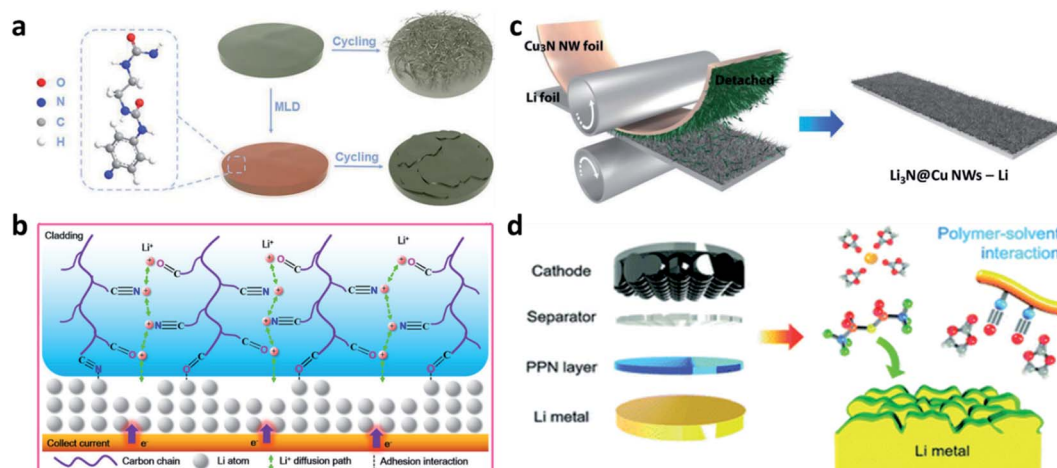 a
O
N
C
H
Cycling
MLD
Cycling
c
Cu₃N NW foil
Li foil
Detached
Li₃N@Cu NWs – Li
b
Cladding
Li⁺ Li⁺ Li⁺
O C O C O C
C≡N C≡N C≡N
N≡C N≡C N≡C
C O C O C O
C N O C O C O C
Collect current e⁻ e⁻ e⁻
Carbon chain Li atom Li⁺ diffusion path Adhesion interaction
d
Cathode
Separator
PPN layer
Li metal
Polymer-solvent
interaction
Li metal